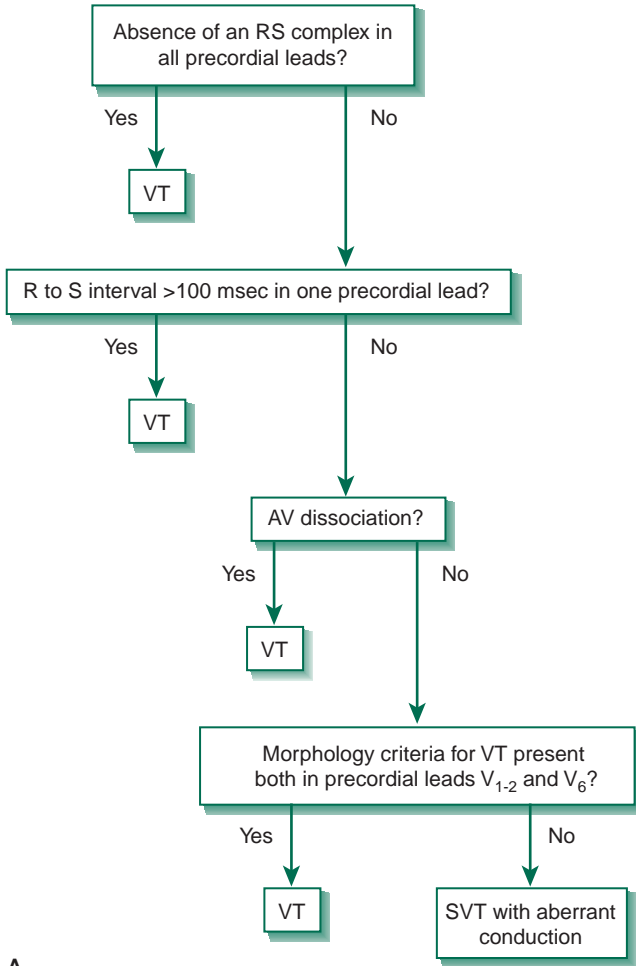 Absence of an RS complex in
all precordial leads?
Yes
No
VT
R to S interval >100 msec in one precordial lead?
Yes
No
VT
AV dissociation?
Yes
No
VT
Morphology criteria for VT present
both in precordial leads V1-2 and V6?
Yes
No
VT
SVT with aberrant
conduction
A